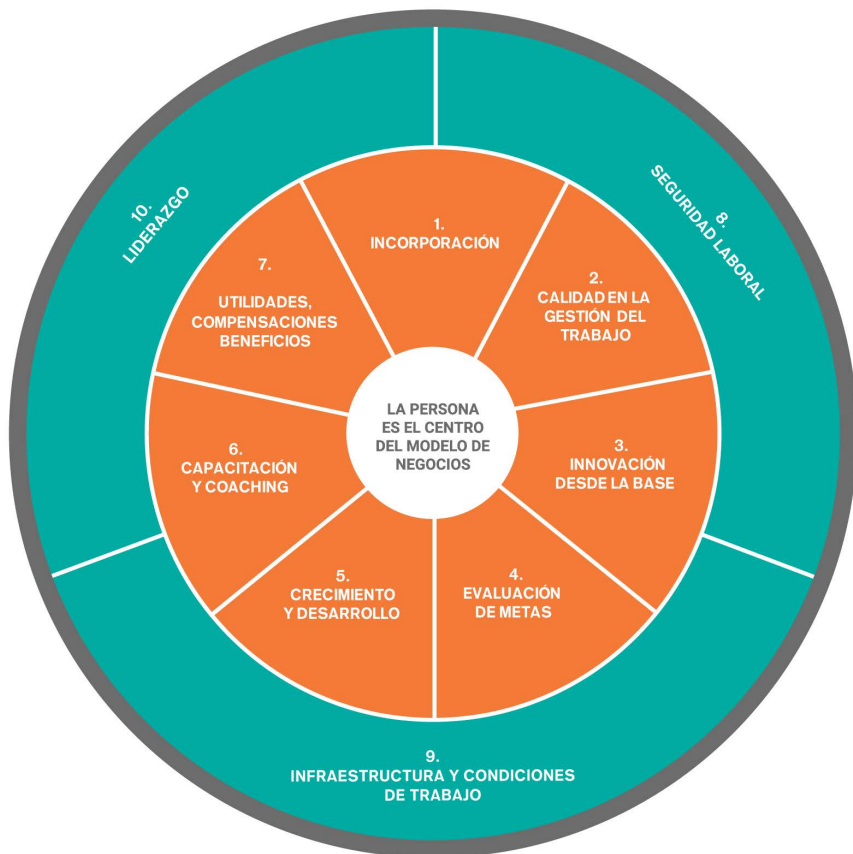 LA PERSONA
ES EL CENTRO
DEL MODELO DE
NEGOCIOS
1.
INCORPORACIÓN
2.
CALIDAD EN LA
GESTIÓN DEL
TRABAJO
3.
INNOVACIÓN
DESDE LA BASE
4.
EVALUACIÓN
DE METAS
5.
CRECIMIENTO
Y DESARROLLO
6.
CAPACITACIÓN
Y COACHING
7.
UTILIDADES,
COMPENSACIONES
BENEFICIOS
8.
SEGURIDAD LABORAL
9.
INFRAESTRUCTURA Y CONDICIONES
DE TRABAJO
10.
LIDERAZGO